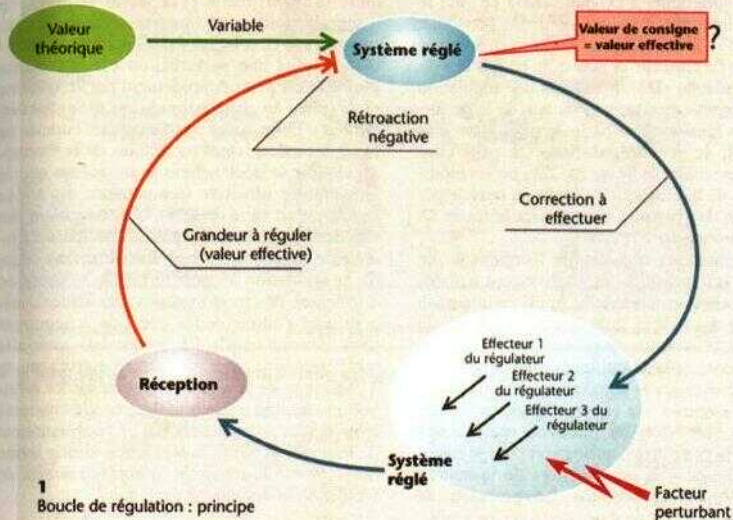 Valeur
théorique
Variable
Système réglé
Valeur de consigne
= valeur effective
?
Rétroaction
négative
Correction à
effectuer
Grandeur à réguler
(valeur effective)
Effecteur 1
du régulateur
Effecteur 2
du régulateur
Effecteur 3 du
régulateur
Réception
Système
réglé
Facteur
perturbant
1
Boucle de régulation : principe